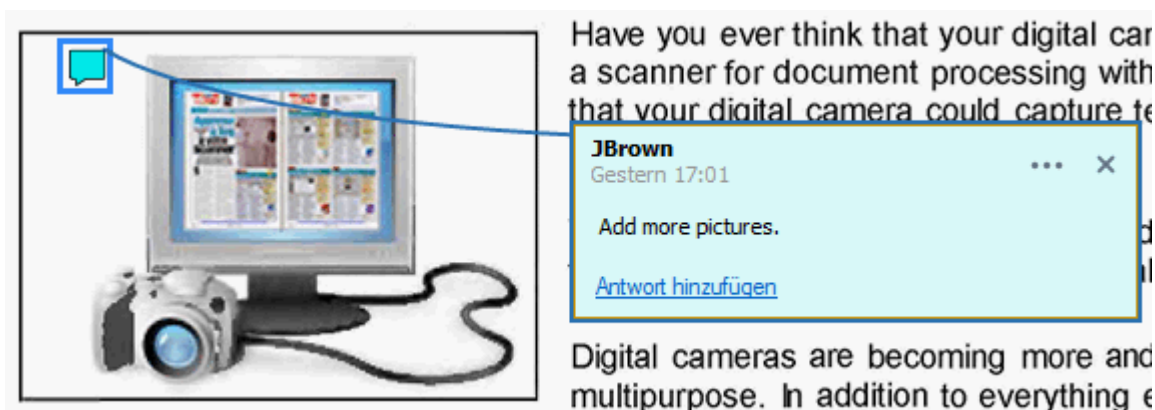 Have you ever think that your digital
a scanner for document processing with
that your digital camera could capture
JBrown
Gestern 17:01
Add more pictures.
Antwort hinzufügen
Digital cameras are becoming more and
multipurpose. In addition to everything